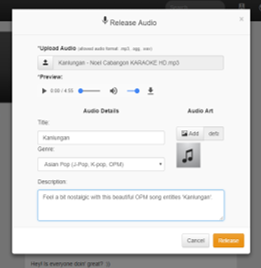 Release Audio
×
*Upload Audio (allowed audio format: mp3, ogg, wav)
Kanlungan - Noel Cabangon KARAOKE HD.mp3
*Preview:
0:00 / 4:55
Audio Details
Audio Art
Title:
Kanlungan
Add
Genre:
Asian Pop (J-Pop, K-pop, OPM)
Description:
Feel a bit nostalgic with this beautiful OPM song entitles 'Kanlungan'.
Cancel
Release
Hey! Is everyone doin' great?